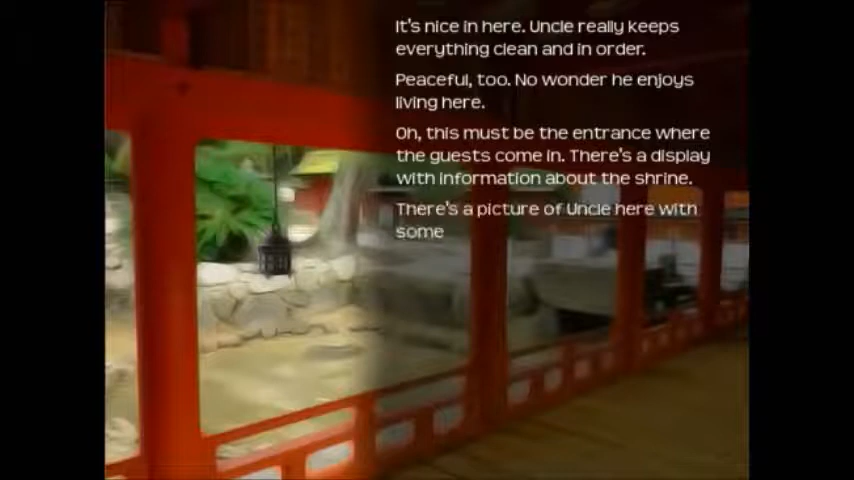 It's nice in here. Uncle really keeps
everything clean and in order.
Peaceful, too. No wonder he enjoys
living here.
Oh, this must be the entrance where
the guests come in. There's a display
with information about the shrine.
There's a picture of Uncle here with
some